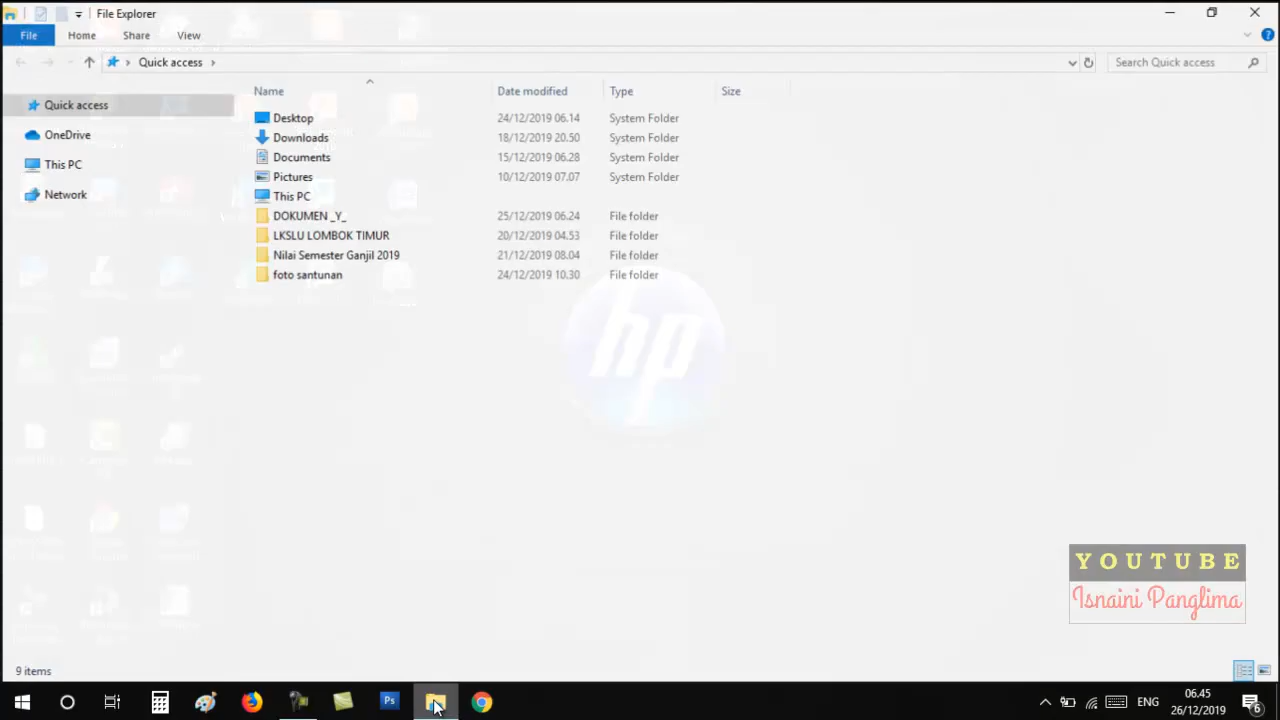 File Explorer
File Home Share View
Quick access
Search Quick access
Name Date modified Type Size
Quick access
OneDrive
This PC
Network
Desktop 24/12/2019 06.14 System Folder
Downloads 18/12/2019 20.50 System Folder
Documents 15/12/2019 06.28 System Folder
Pictures 10/12/2019 07.07 System Folder
This PC
DOKUMEN _Y_ 25/12/2019 06.24 File folder
LKSLU LOMBOK TIMUR 20/12/2019 04.53 File folder
Nilai Semester Ganjil 2019 21/12/2019 08.04 File folder
foto santunan 24/12/2019 10.30 File folder
hp
YOUTUBE
Isnaini Panglima
9 items
Ps
ENG
06.45
26/12/2019
6